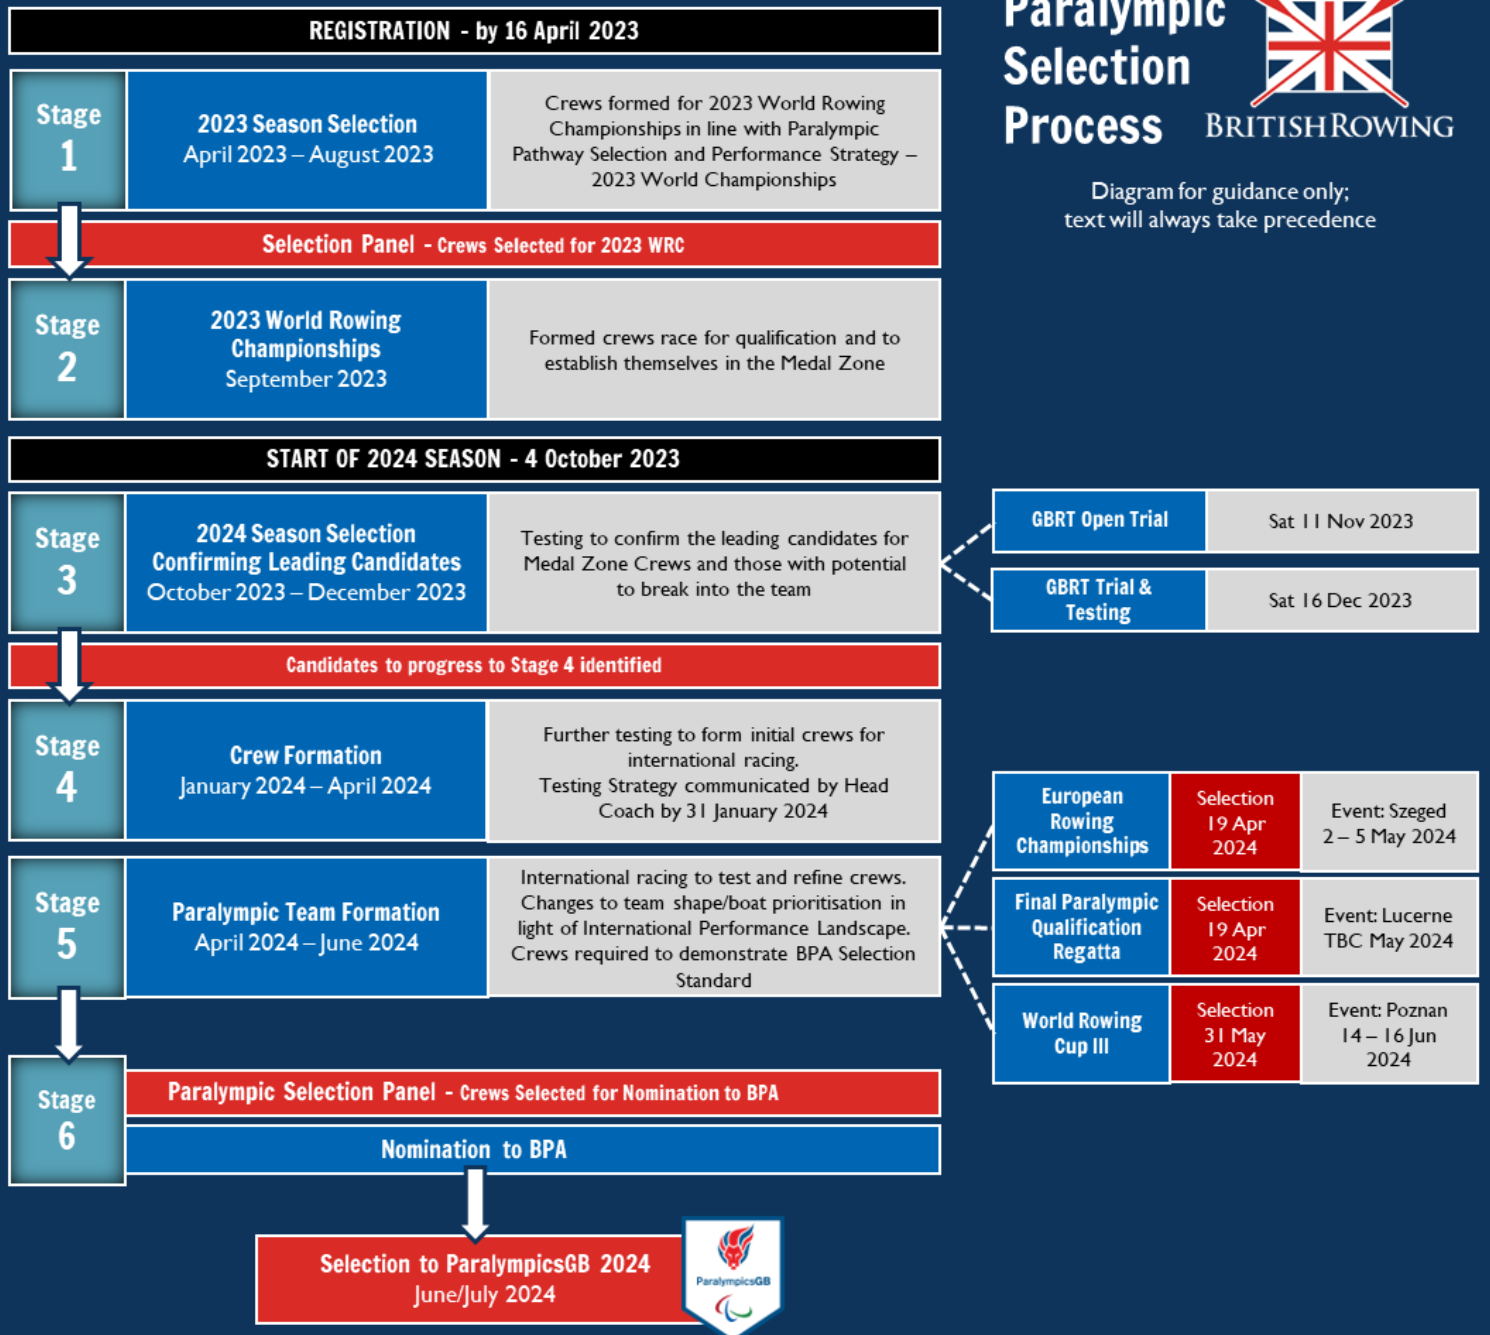 Paralympic
Selection
Process
BRITISHROWING
Diagram for guidance only;
text will always take precedence
REGISTRATION - by 16 April 2023
Stage
1
2023 Season Selection
April 2023 – August 2023
Crews formed for 2023 World Rowing
Championships in line with Paralympic
Pathway Selection and Performance Strategy –
2023 World Championships
Selection Panel - Crews Selected for 2023 WRC
Stage
2
2023 World Rowing
Championships
September 2023
Formed crews race for qualification and to
establish themselves in the Medal Zone
START OF 2024 SEASON - 4 October 2023
Stage
3
2024 Season Selection
Confirming Leading Candidates
October 2023 – December 2023
Testing to confirm the leading candidates for
Medal Zone Crews and those with potential
to break into the team
GBRT Open Trial
Sat 11 Nov 2023
GBRT Trial &
Testing
Sat 16 Dec 2023
Candidates to progress to Stage 4 identified
Stage
4
Crew Formation
January 2024 – April 2024
Further testing to form initial crews for
international racing.
Testing Strategy communicated by Head
Coach by 31 January 2024
Stage
5
Paralympic Team Formation
April 2024 – June 2024
International racing to test and refine crews.
Changes to team shape/boat prioritisation in
light of International Performance Landscape.
Crews required to demonstrate BPA Selection
Standard
European
Rowing
Championships
Selection
19 Apr
2024
Event: Szeged
2 – 5 May 2024
Final Paralympic
Qualification
Regatta
Selection
19 Apr
2024
Event: Lucerne
TBC May 2024
World Rowing
Cup III
Selection
31 May
2024
Event: Poznan
14 – 16 Jun
2024
Stage
6
Paralympic Selection Panel - Crews Selected for Nomination to BPA
Nomination to BPA
Selection to ParalympicsGB 2024
June/July 2024
ParalympicsGB